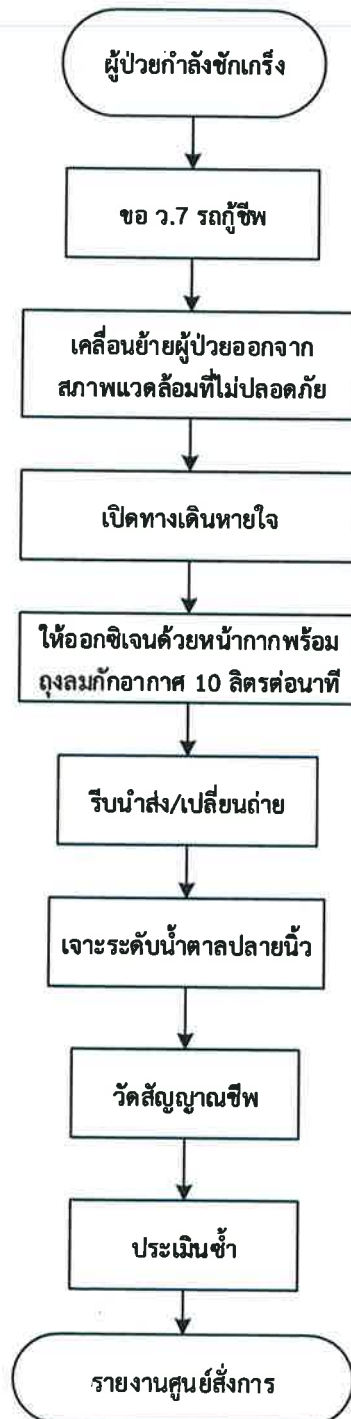 ผู้ป่วยกำลังชักเกร็ง
ขอ ว.7 รถกู้ชีพ
เคลื่อนย้ายผู้ป่วยออกจาก
สภาพแวดล้อมที่ไม่ปลอดภัย
เปิดทางเดินหายใจ
ให้ออกซิเจนด้วยหน้ากากพร้อม
ถุงลมกักอากาศ 10 ลิตรต่อนาที
รีบนำส่ง/เปลี่ยนถ่าย
เจาะระดับน้ำตาลปลายนิ้ว
วัดสัญญาณชีพ
ประเมินซ้ำ
รายงานศูนย์สั่งการ